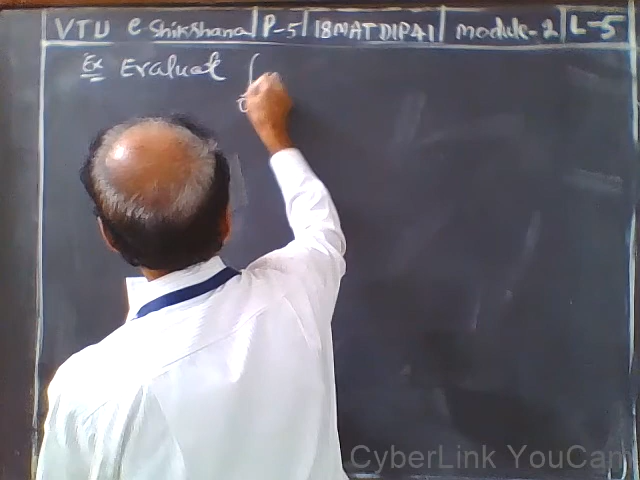 VTU e Shikshana | P-5 | 18MATDIP41 | module-2 | L-5
Ex Evaluat ∫
CyberLink YouCam